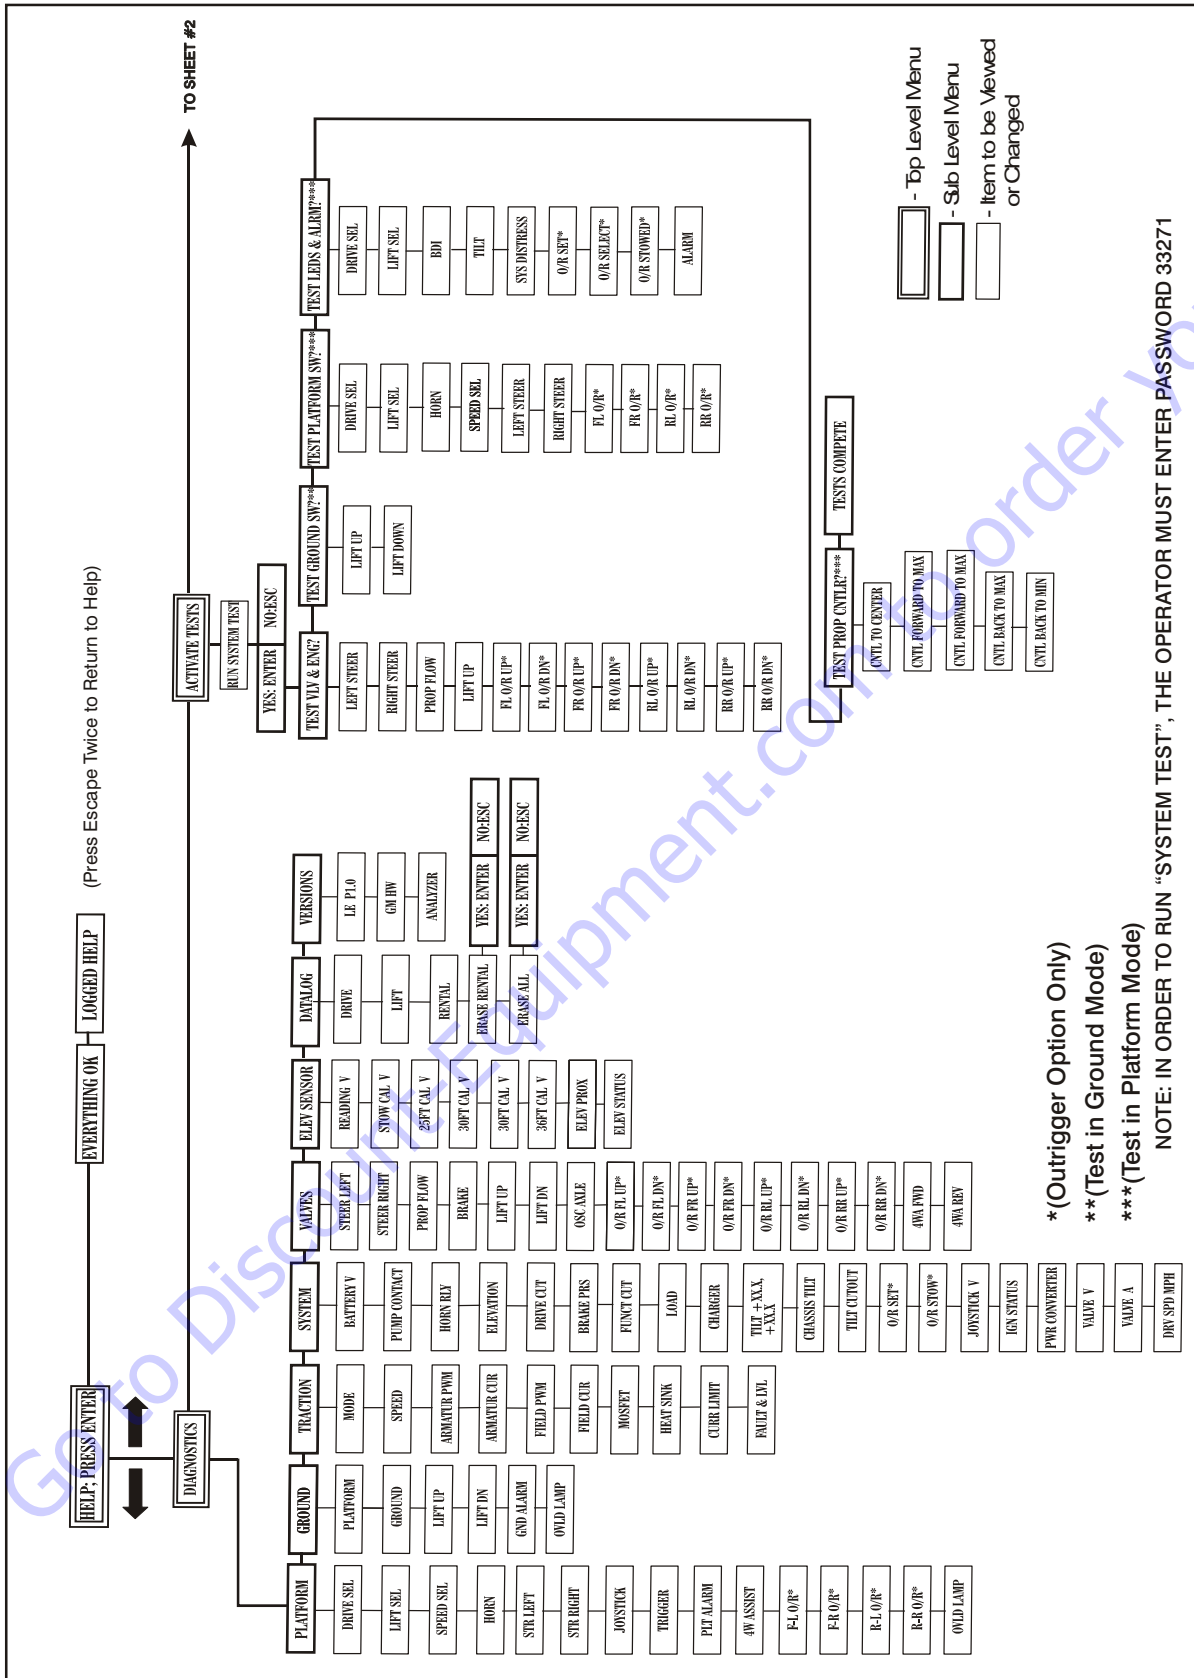 HELP; PRESS ENTER
EVERYTHING OK
LOGGED HELP
(Press Escape Twice to Return to Help)
DIAGNOSTICS
ACTIVATE TESTS
TO SHEET #2
RUN SYSTEM TEST
YES: ENTER
NO:ESC
PLATFORM
DRIVE SEL
LIFT SEL
SPEED SEL
HORN
STR LEFT
STR RIGHT
JOYSTICK
TRIGGER
PLT ALARM
4W ASSIST
F-L O/R*
F-R O/R*
R-L O/R*
R-R O/R*
OVLD LAMP
GROUND
PLATFORM
GROUND
LIFT UP
LIFT DN
GND ALARM
OVLD LAMP
TRACTION
MODE
SPEED
ARMATUR PWM
ARMATUR CUR
FIELD PWM
FIELD CUR
MOSFET
HEAT SINK
CURR LIMIT
FAULT & LVL
SYSTEM
BATTERY V
PUMP CONTACT
HORN RLY
ELEVATION
DRIVE CUT
BRAKE PRS
FUNCT CUT
LOAD
CHARGER
TILT +XX.X,
+XX.X
CHASSIS TILT
TILT CUTOUT
O/R SET*
O/R STOW*
JOYSTICK V
IGN STATUS
PWR CONVERTER
VALVE V
VALVE A
DRV SPD MPH
VALVES
STEER LEFT
STEER RIGHT
PROP FLOW
BRAKE
LIFT UP
LIFT DN
OSC AXLE
O/R FL UP*
O/R FL DN*
O/R FR UP*
O/R FR DN*
O/R RL UP*
O/R RL DN*
O/R RR UP*
O/R RR DN*
4WA FWD
4WA REV
ELEV SENSOR
READING V
STOW CAL V
25FT CAL V
30FT CAL V
30FT CAL V
36FT CAL V
ELEV PROX
ELEV STATUS
DATALOG
DRIVE
LIFT
RENTAL
ERASE RENTAL
YES: ENTER
NO:ESC
ERASE ALL
YES: ENTER
NO:ESC
VERSIONS
LE P1.0
GM HW
ANALYZER
TEST VLV & ENG?
LEFT STEER
RIGHT STEER
PROP FLOW
LIFT UP
FL O/R UP*
FL O/R DN*
FR O/R UP*
FR O/R DN*
RL O/R UP*
RL O/R DN*
RR O/R UP*
RR O/R DN*
TEST GROUND SW?**
LIFT UP
LIFT DOWN
TEST PLATFORM SW?***
DRIVE SEL
LIFT SEL
HORN
SPEED SEL
LEFT STEER
RIGHT STEER
FL O/R*
FR O/R*
RL O/R*
RR O/R*
TEST LEDS & ALRM?***
DRIVE SEL
LIFT SEL
BDI
TILT
SYS DISTRESS
O/R SET*
O/R SELECT*
O/R STOWED*
ALARM
TEST PROP CNTLR?***
CNTL TO CENTER
CNTL FORWARD TO MAX
CNTL FORWARD TO MAX
CNTL BACK TO MAX
CNTL BACK TO MIN
TESTS COMPETE
- Top Level Menu
- Sub Level Menu
- Item to be Viewed
or Changed
*(Outrigger Option Only)
**(Test in Ground Mode)
***(Test in Platform Mode)
NOTE: IN ORDER TO RUN “SYSTEM TEST”, THE OPERATOR MUST ENTER PASSWORD 33271
Go to Discount-Equipment.com to order yo